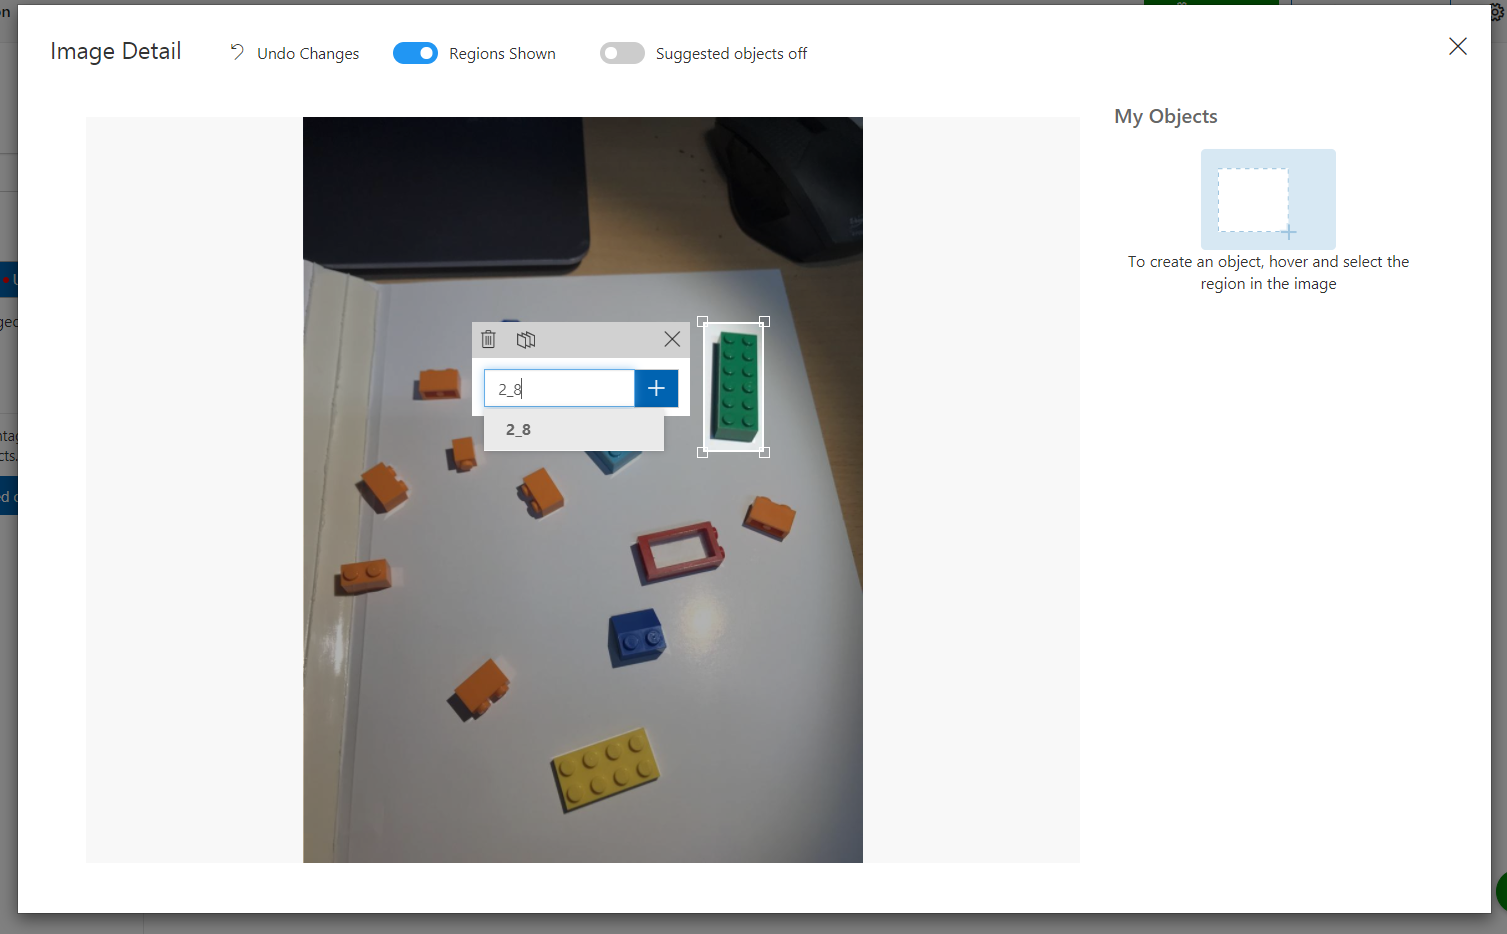 on
Image Detail
Undo Changes
Regions Shown
Suggested objects off
My Objects
To create an object, hover and select the
region in the image
2_8
2_8